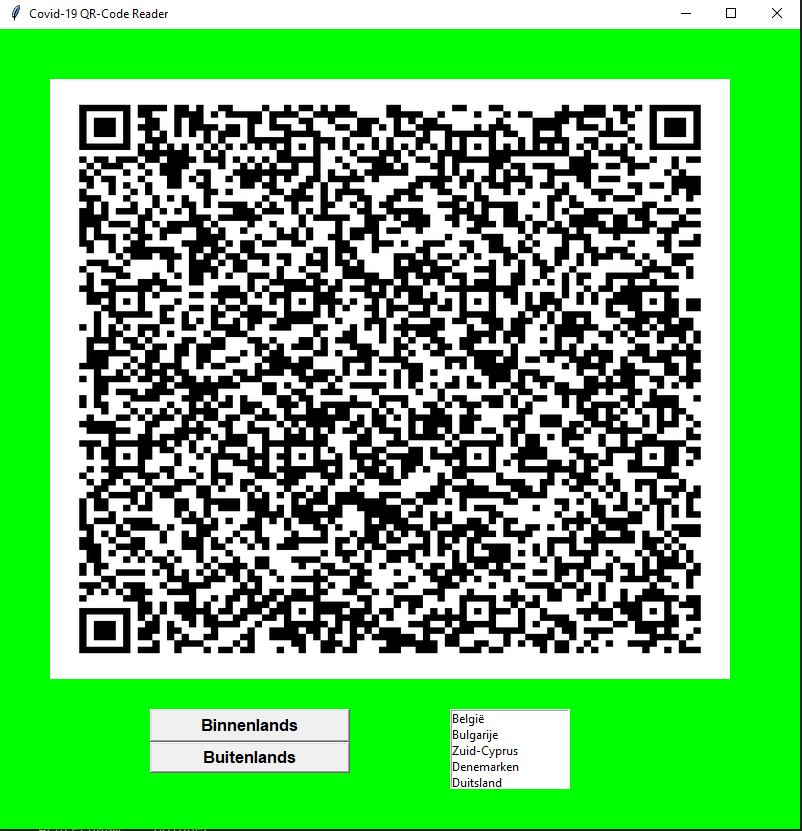 Covid-19 QR-Code Reader
Binnenlands
Buitenlands
België
Bulgarije
Zuid-Cyprus
Denemarken
Duitsland